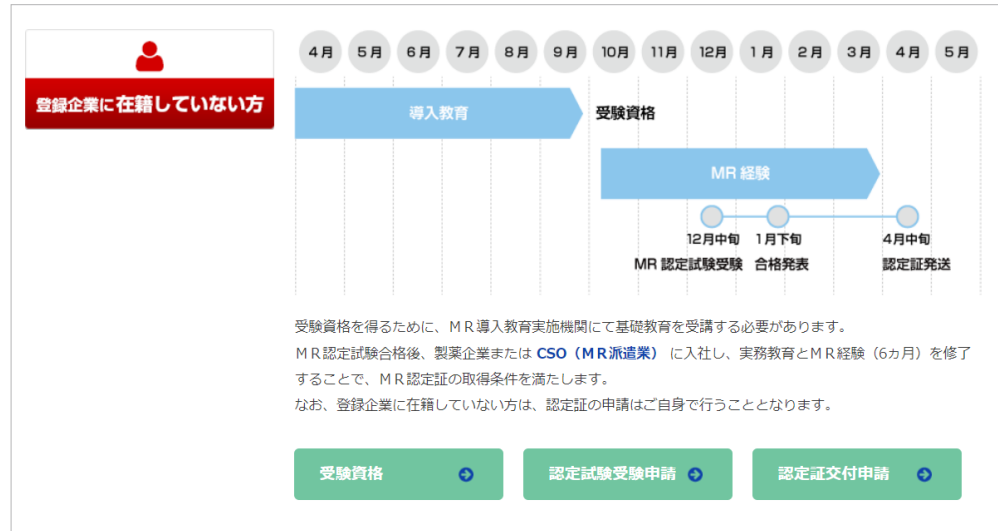 登録企業に在籍していない方
4月 5月 6月 7月 8月 9月 10月 11月 12月 1月 2月 3月 4月 5月
導入教育
受験資格
MR 経験
12月中旬 1月下旬 4月中旬
MR 認定試験受験 合格発表 認定証発送
受験資格を得るために、ＭＲ導入教育実施機関にて基礎教育を受講する必要があります。
ＭＲ認定試験合格後、製薬企業または CSO（ＭＲ派遣業） に入社し、実務教育とＭＲ経験（6ヵ月）を修了
することで、ＭＲ認定証の取得条件を満たします。
なお、登録企業に在籍していない方は、認定証の申請はご自身で行うこととなります。
受験資格 認定試験受験申請 認定証交付申請